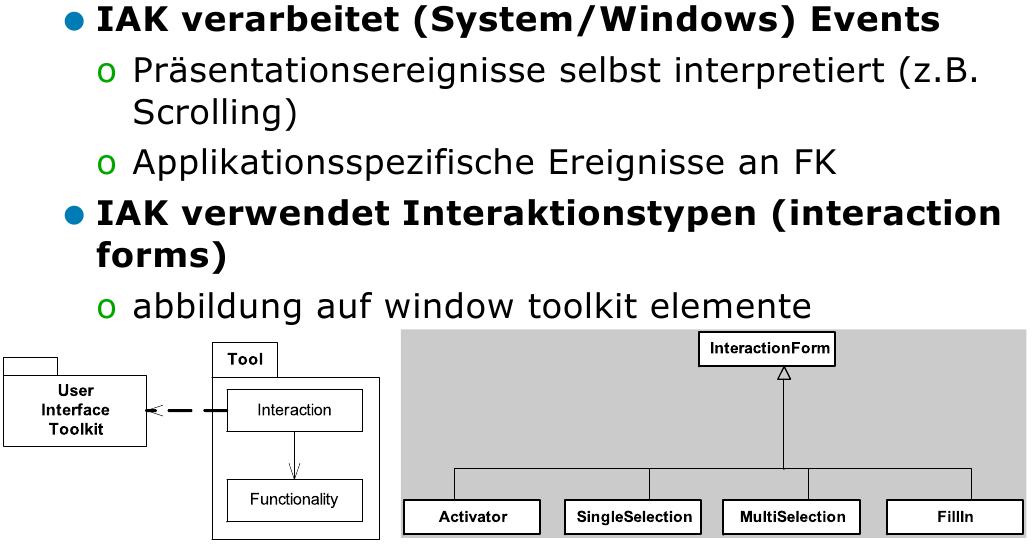 ● IAK verarbeitet (System/Windows) Events
o Präsentationsereignisse selbst interpretiert (z.B.
Scrolling)
o Applikationsspezifische Ereignisse an FK
● IAK verwendet Interaktionstypen (interaction
forms)
o abbildung auf window toolkit elemente
User
Interface
Toolkit
Tool
Interaction
Functionality
InteractionForm
Activator
SingleSelection
MultiSelection
FillIn